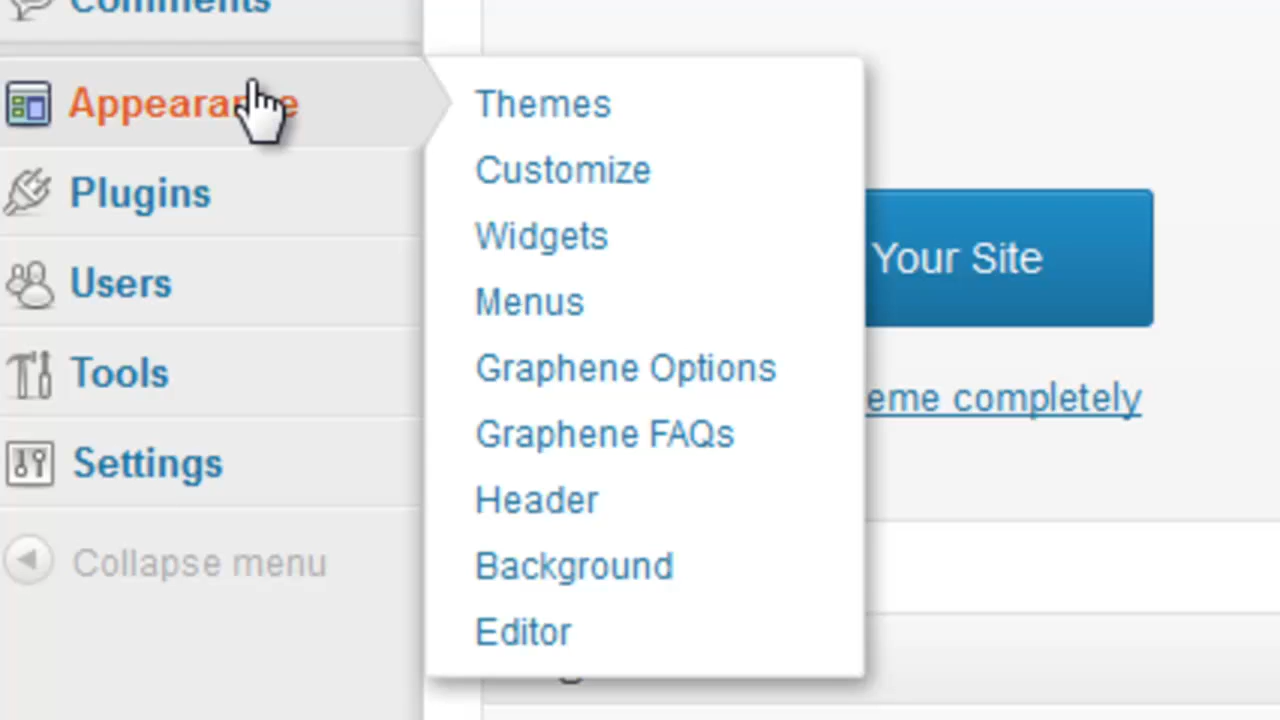 Comments
Appearance
Plugins
Users
Tools
Settings
Collapse menu
Themes
Customize
Widgets
Menus
Graphene Options
Graphene FAQs
Header
Background
Editor
Your Site
completely